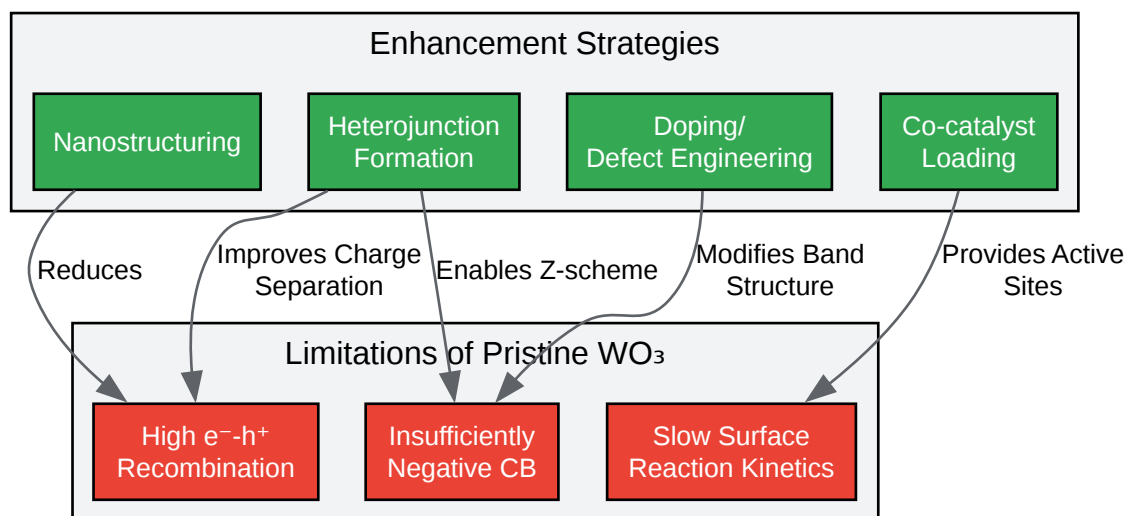 Enhancement Strategies
Nanostructuring
Heterojunction
Formation
Doping/
Defect Engineering
Co-catalyst
Loading
Reduces
Improves Charge
Separation
Enables Z-scheme
Modifies Band
Structure
Provides Active
Sites
Limitations of Pristine WO₃
High e⁻-h⁺
Recombination
Insufficiently
Negative CB
Slow Surface
Reaction Kinetics